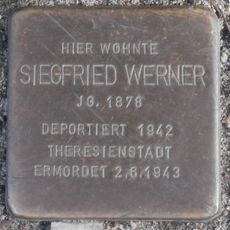 HIER WOHNTE
SIEGFRIED WERNER
JG. 1878
DEPORTIERT 1942
THERESIENSTADT
ERMORDET 2.6.1943